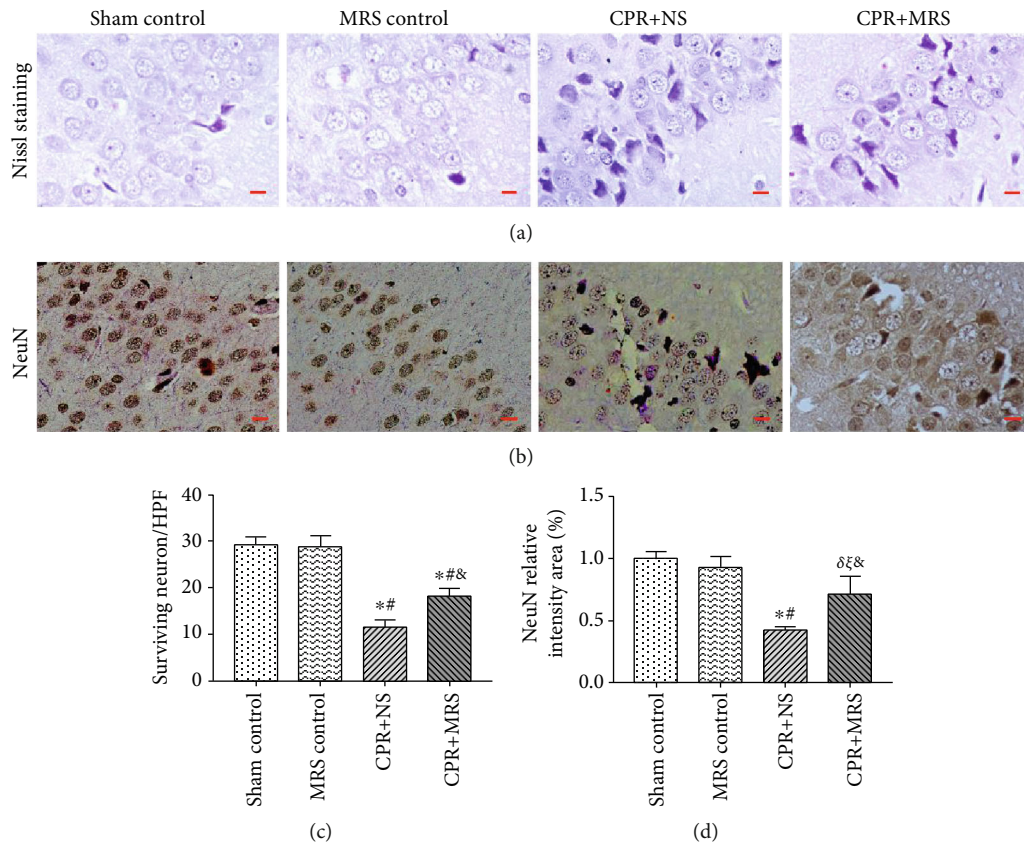 Sham control MRS control CPR+NS CPR+MRS
Nissl staining
(a)
NeuN
(b)
Surviving neuron/HPF
40
30
20
10
0
*#
*#&
Sham control
MRS control
CPR+NS
CPR+MRS
(c)
NeuN relative
intensity area (%)
1.5
1.0
0.5
0.0
*#
δξ&
Sham control
MRS control
CPR+NS
CPR+MRS
(d)